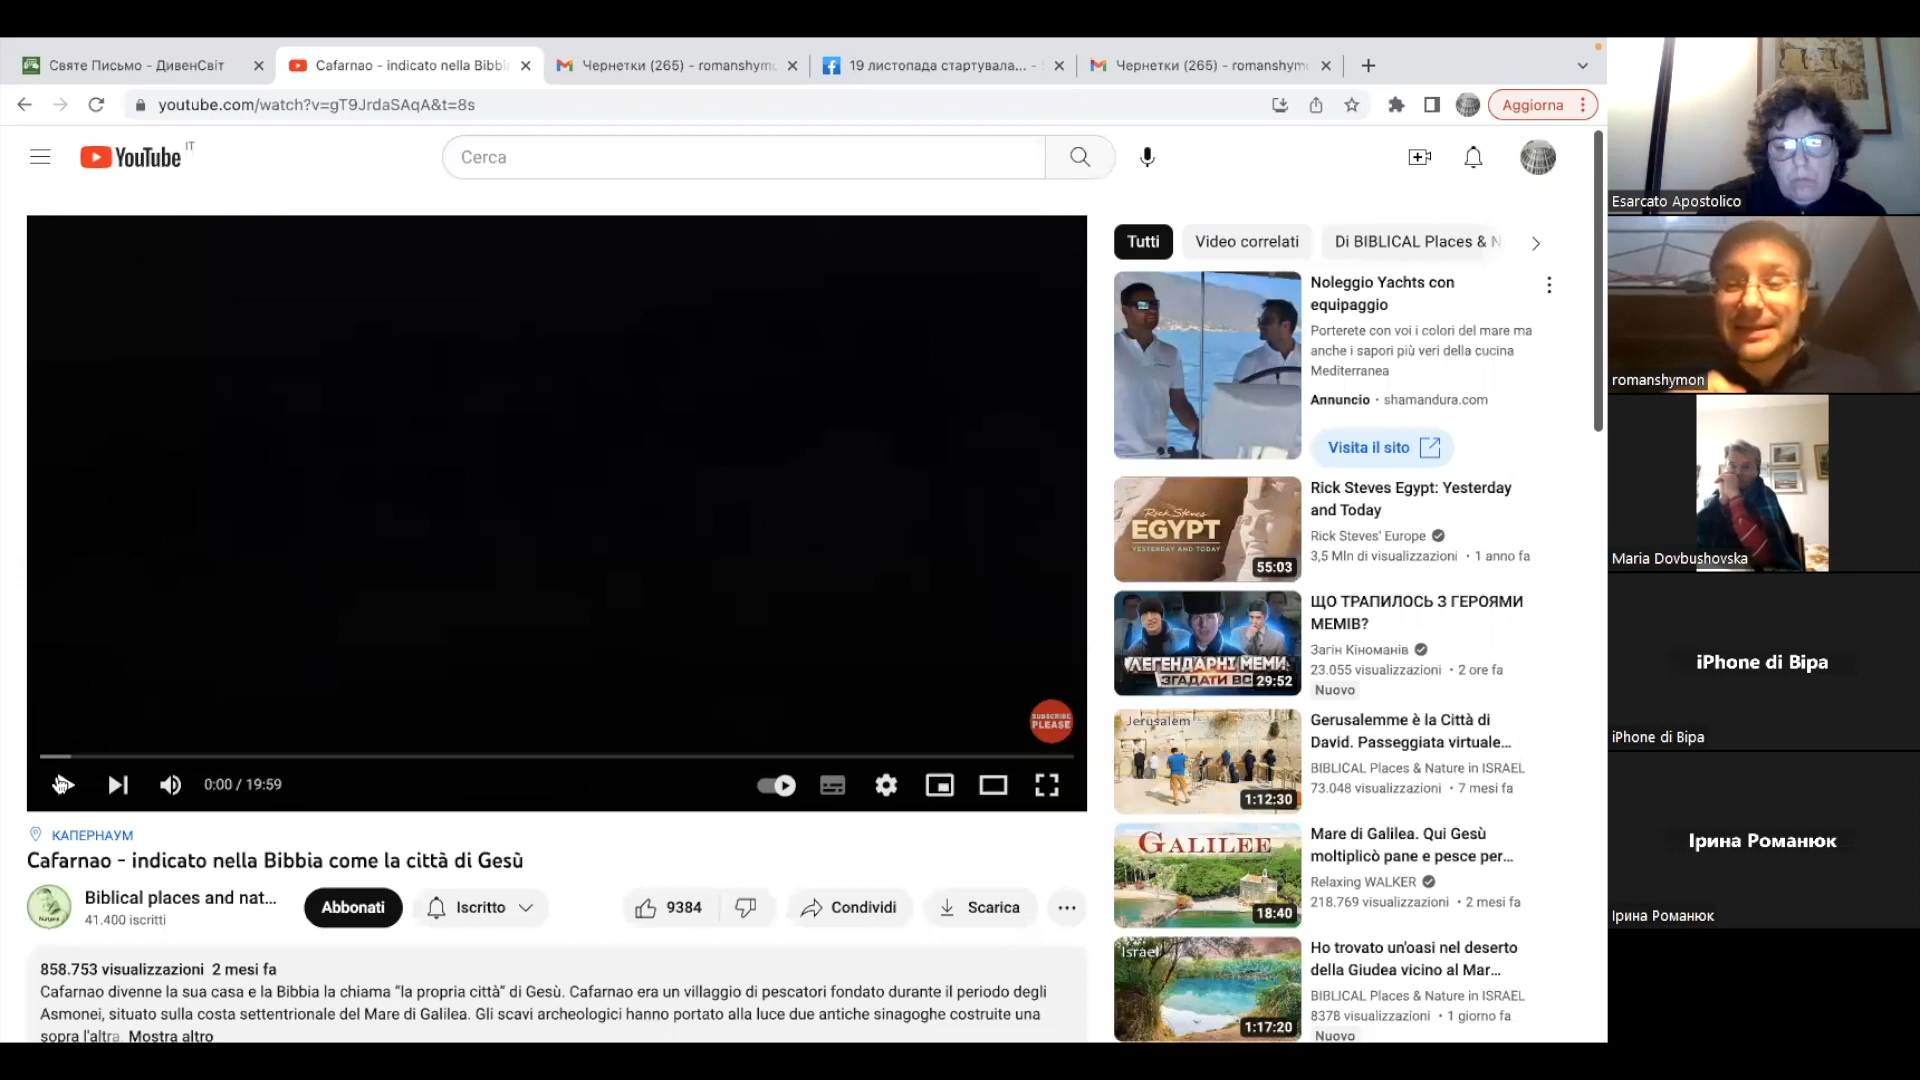 Святе Письмо - ДивенСвіт
Cafarnao - indicato nella Bibbi
Чернетки (265) - romanshym
19 листопада стартувала... -
Чернетки (265) - romanshym
youtube.com/watch?v=gT9JrdaSAqA&t=8s
Aggiorna
YouTube
IT
Cerca
SUBSCRIBE
PLEASE
0:00 / 19:59
КАПЕРНАУМ
Cafarnao - indicato nella Bibbia come la città di Gesù
Nature
Biblical places and nat...
41.400 iscritti
Abbonati
Iscritto
9384
Condividi
Scarica
858.753 visualizzazioni 2 mesi fa
Cafarnao divenne la sua casa e la Bibbia la chiama "la propria città" di Gesù. Cafarnao era un villaggio di pescatori fondato durante il periodo degli
Asmonei, situato sulla costa settentrionale del Mare di Galilea. Gli scavi archeologici hanno portato alla luce due antiche sinagoghe costruite una
sopra l'altra. Mostra altro
Tutti
Video correlati
Di BIBLICAL Places & N
Noleggio Yachts con
equipaggio
Porterete con voi i colori del mare ma
anche i sapori più veri della cucina
Mediterranea
Annuncio · shamandura.com
Visita il sito
Rick Steves
EGYPT
YESTERDAY AND TODAY
55:03
Rick Steves Egypt: Yesterday
and Today
Rick Steves' Europe
3,5 Mln di visualizzazioni · 1 anno fa
ЛЕГЕНДАРНІ МЕМИ
ЗГАДАТИ ВС
29:52
ЩО ТРАПИЛОСЬ З ГЕРОЯМИ
МЕМІВ?
Загін Кіноманів
23.055 visualizzazioni · 2 ore fa
Nuovo
Jerusalem
1:12:30
Gerusalemme è la Città di
David. Passeggiata virtuale...
BIBLICAL Places & Nature in ISRAEL
73.048 visualizzazioni · 7 mesi fa
GALILEE
18:40
Mare di Galilea. Qui Gesù
moltiplicò pane e pesce per...
Relaxing WALKER
218.769 visualizzazioni · 2 mesi fa
Israel
1:17:20
Ho trovato un'oasi nel deserto
della Giudea vicino al Mar...
BIBLICAL Places & Nature in ISRAEL
8378 visualizzazioni · 1 giorno fa
Nuovo
Esarcato Apostolico
romanshymon
Maria Dovbushovska
iPhone di Bipa
iPhone di Bipa
Ірина Романюк
Ірина Романюк